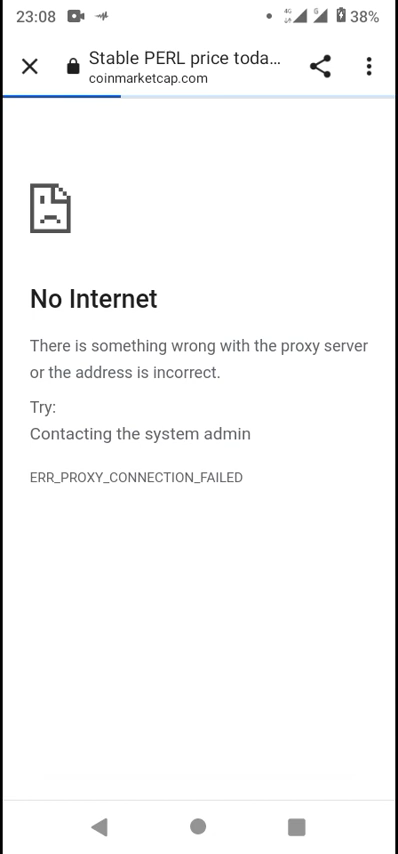 23:08
4G
G
38%
Stable PERL price toda...
coinmarketcap.com
No Internet
There is something wrong with the proxy server
or the address is incorrect.
Try:
Contacting the system admin
ERR_PROXY_CONNECTION_FAILED